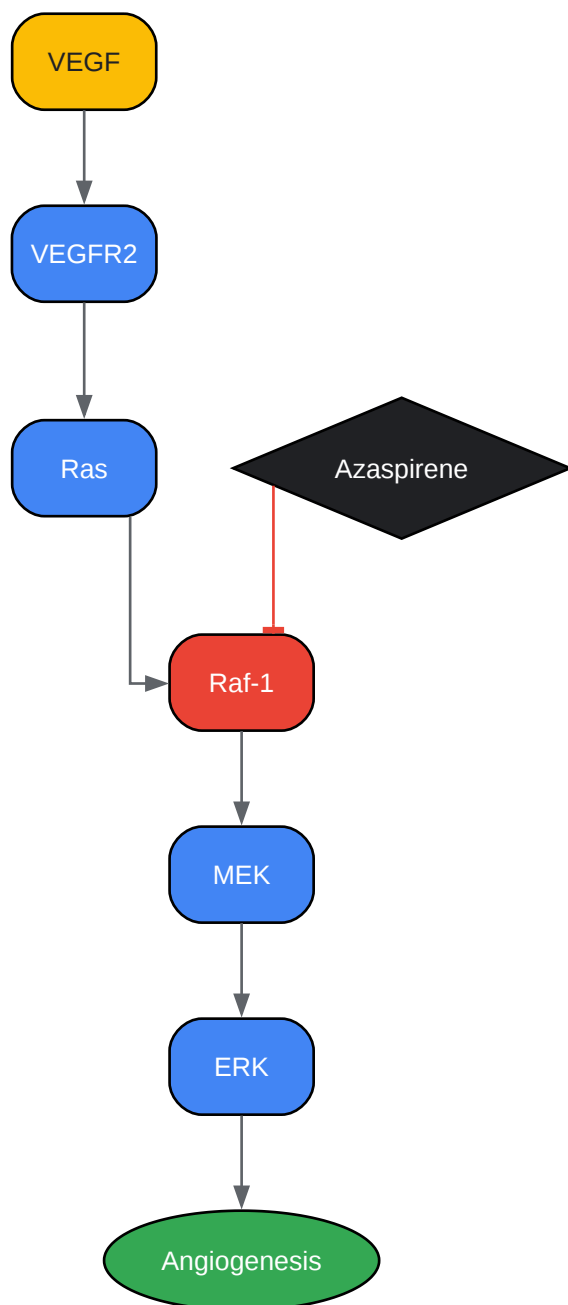 VEGF
VEGFR2
Ras
Azaspirene
Raf-1
MEK
ERK
Angiogenesis